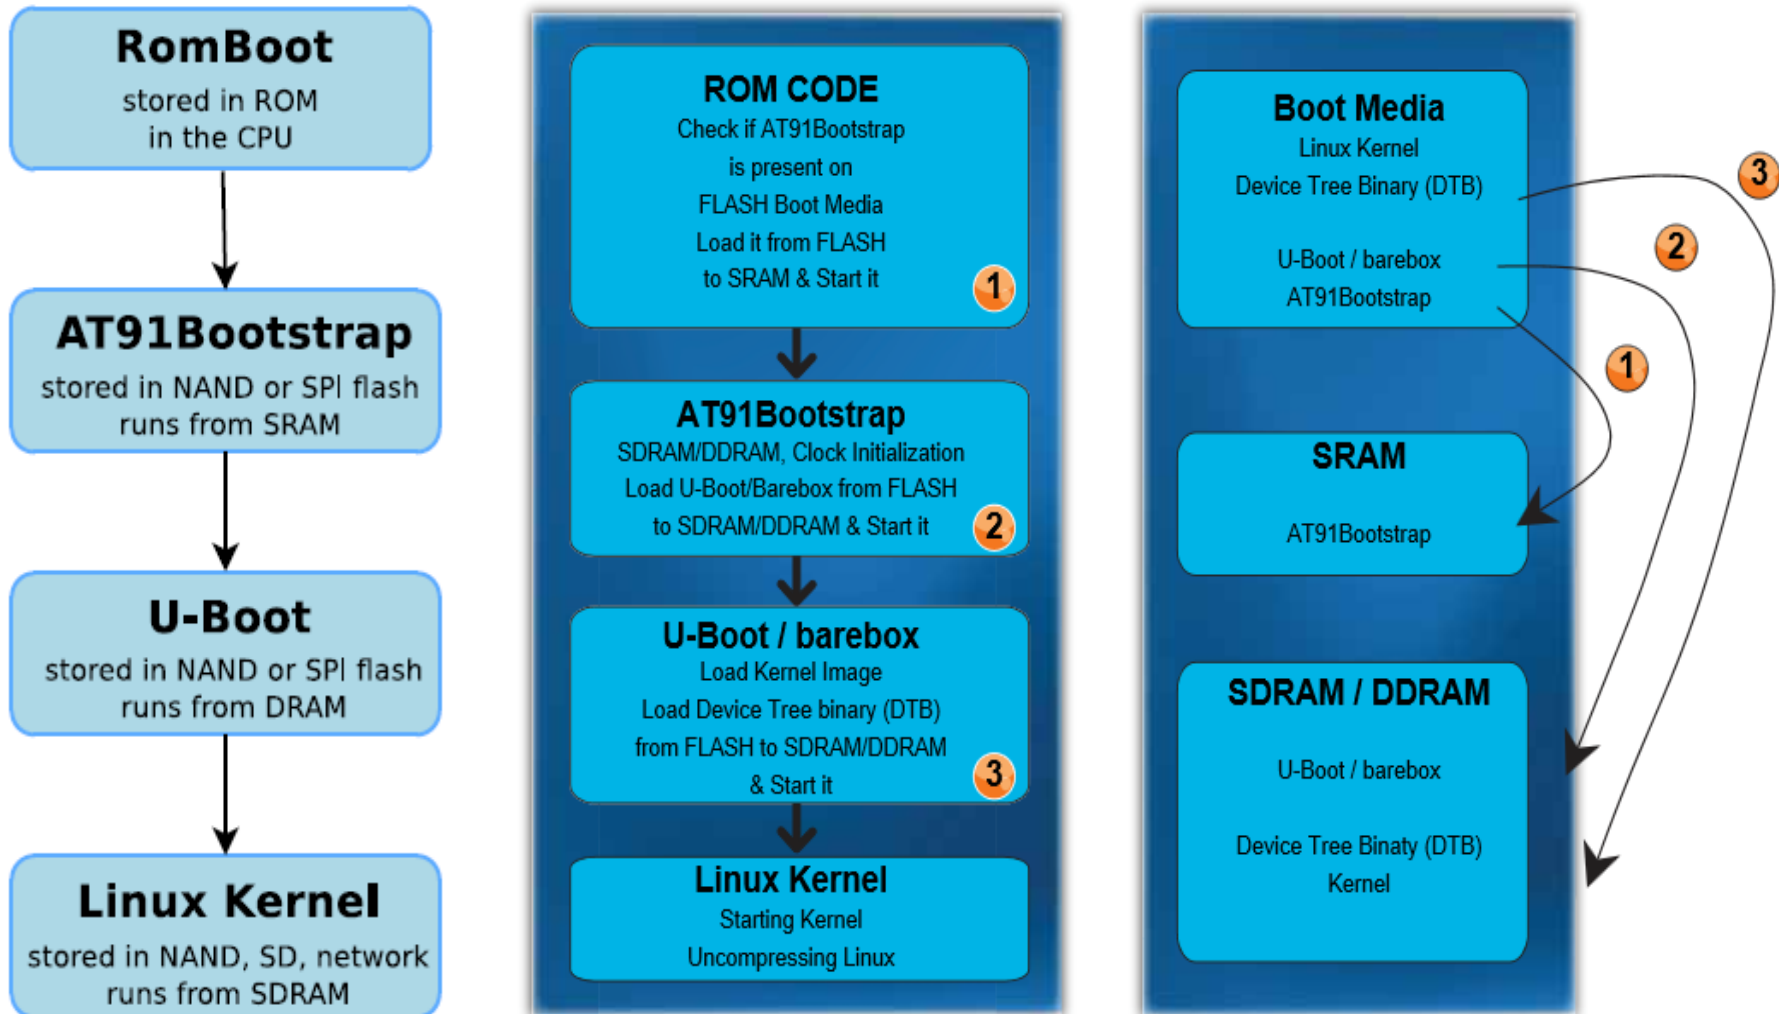 RomBoot
stored in ROM
in the CPU
AT91Bootstrap
stored in NAND or SPI flash
runs from SRAM
U-Boot
stored in NAND or SPI flash
runs from DRAM
Linux Kernel
stored in NAND, SD, network
runs from SDRAM
ROM CODE
Check if AT91Bootstrap
is present on
FLASH Boot Media
Load it from FLASH
to SRAM & Start it
1
AT91Bootstrap
SDRAM/DDRAM, Clock Initialization
Load U-Boot/Barebox from FLASH
to SDRAM/DDRAM & Start it
2
U-Boot / barebox
Load Kernel Image
Load Device Tree binary (DTB)
from FLASH to SDRAM/DDRAM
& Start it
3
Linux Kernel
Starting Kernel
Uncompressing Linux
Boot Media
Linux Kernel
Device Tree Binary (DTB)
U-Boot / barebox
AT91Bootstrap
3
2
1
SRAM
AT91Bootstrap
SDRAM / DDRAM
U-Boot / barebox
Device Tree Binaty (DTB)
Kernel